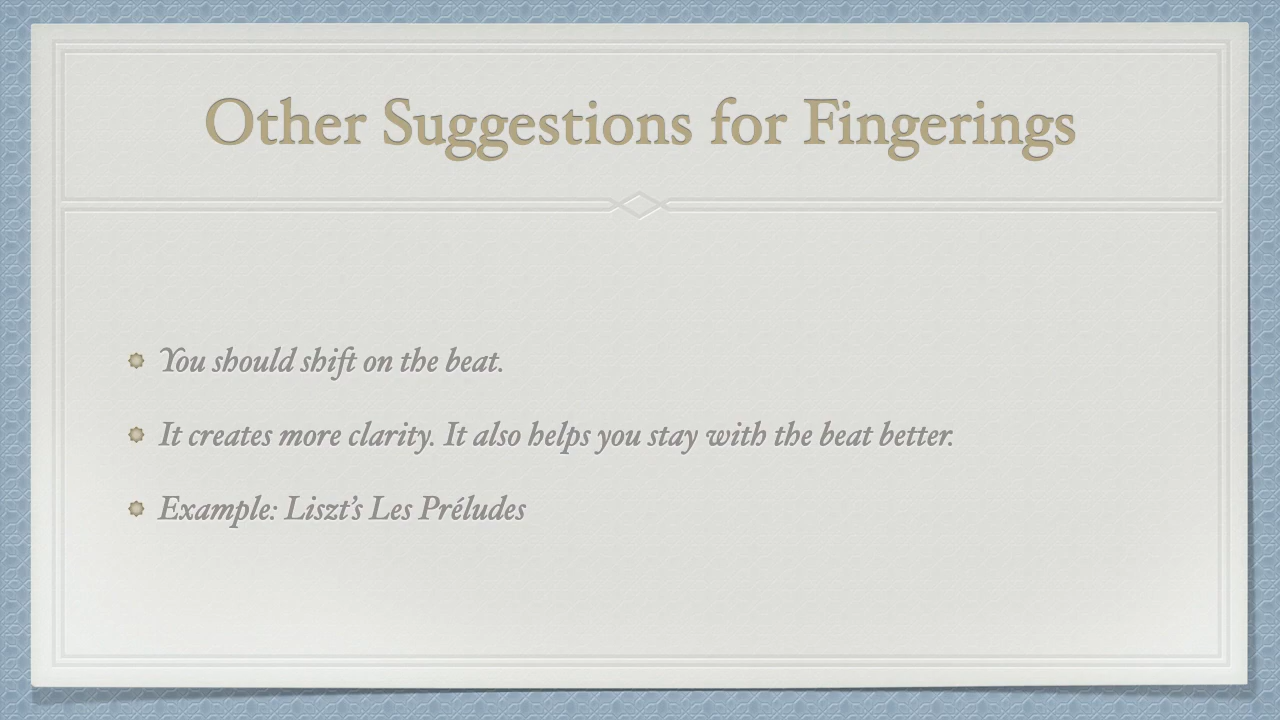 Other Suggestions for Fingerings
You should shift on the beat.
It creates more clarity. It also helps you stay with the beat better.
Example: Liszt’s Les Préludes